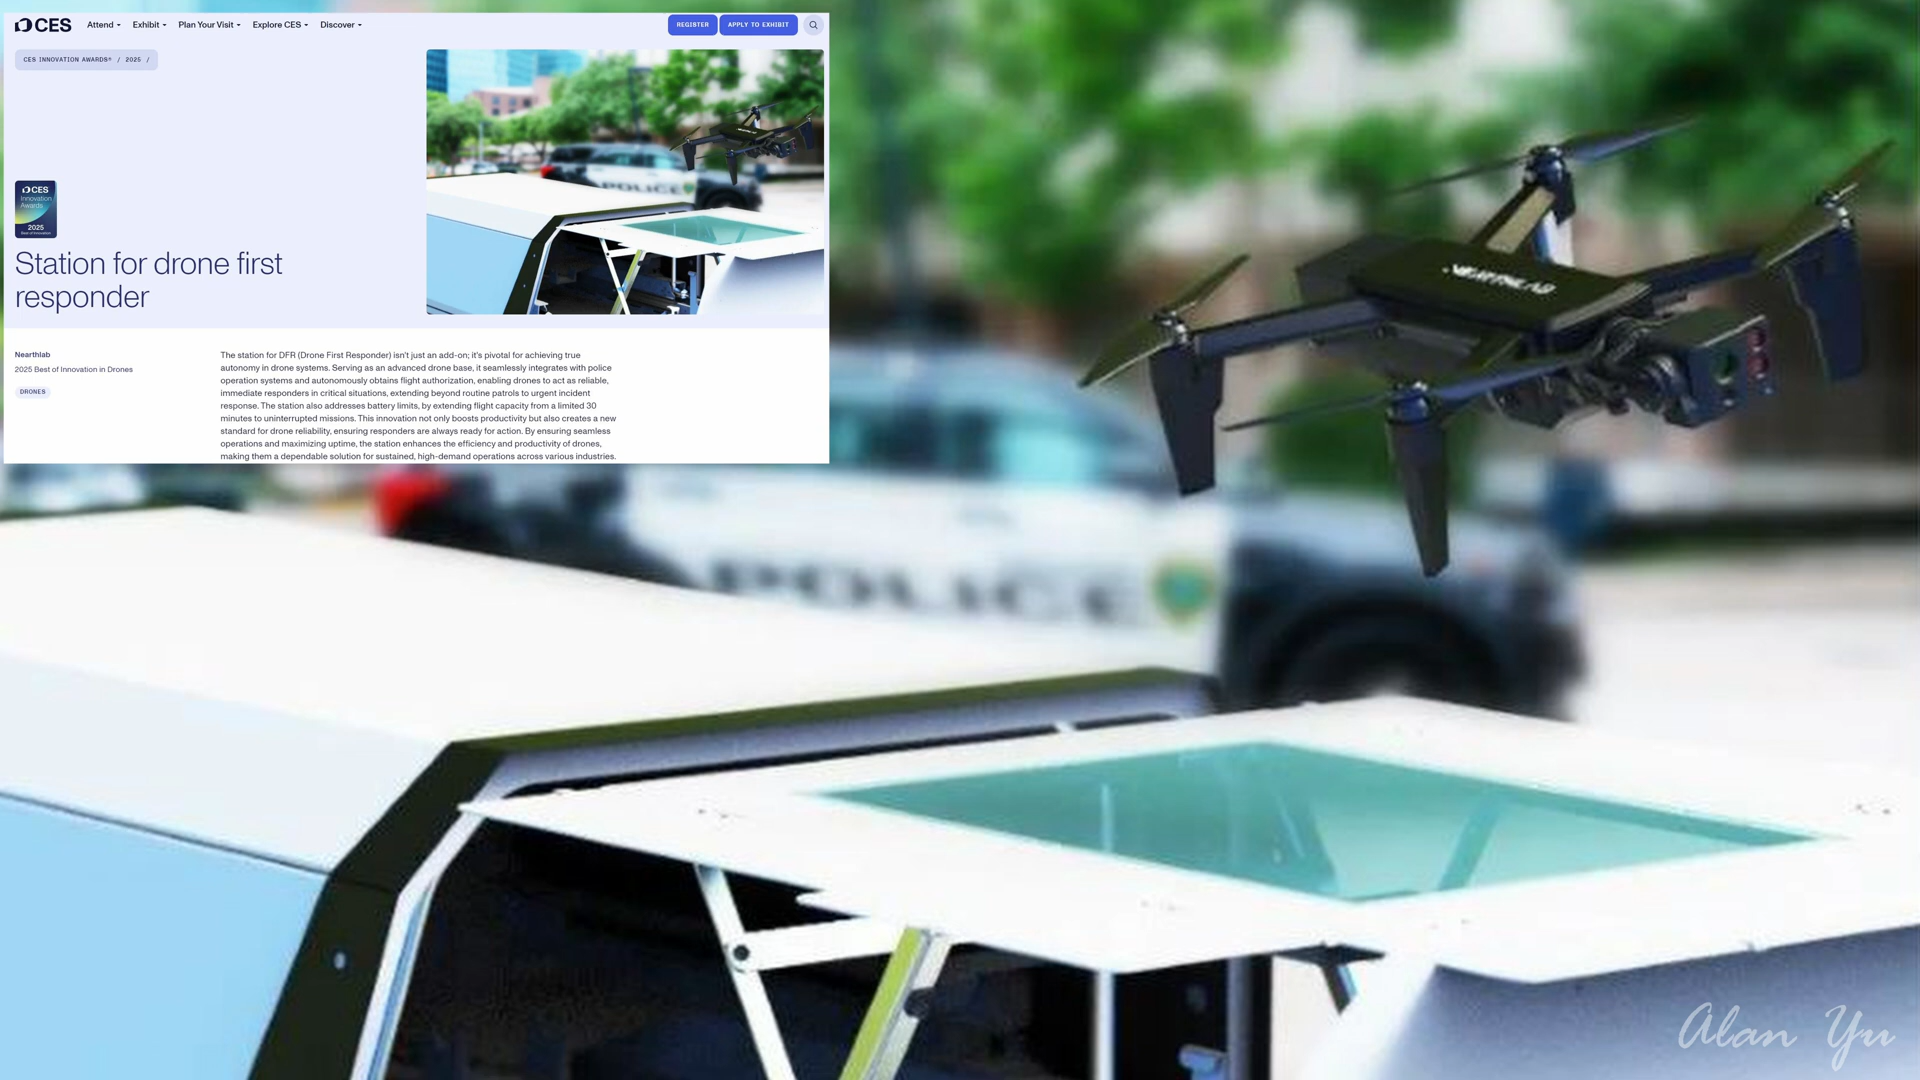 CES
Attend
Exhibit
Plan Your Visit
Explore CES
Discover
REGISTER
APPLY TO EXHIBIT
CES INNOVATION AWARDS® / 2025 /
CES
Innovation
Awards
2025
Best of Innovation
Station for drone first
responder
POLICE
Nearthlab
2025 Best of Innovation in Drones
DRONES
The station for DFR (Drone First Responder) isn't just an add-on; it's pivotal for achieving true
autonomy in drone systems. Serving as an advanced drone base, it seamlessly integrates with police
operation systems and autonomously obtains flight authorization, enabling drones to act as reliable,
immediate responders in critical situations, extending beyond routine patrols to urgent incident
response. The station also addresses battery limits, by extending flight capacity from a limited 30
minutes to uninterrupted missions. This innovation not only boosts productivity but also creates a new
standard for drone reliability, ensuring responders are always ready for action. By ensuring seamless
operations and maximizing uptime, the station enhances the efficiency and productivity of drones,
making them a dependable solution for sustained, high-demand operations across various industries.
NEARTHLAB
POLICE
Alan Yu